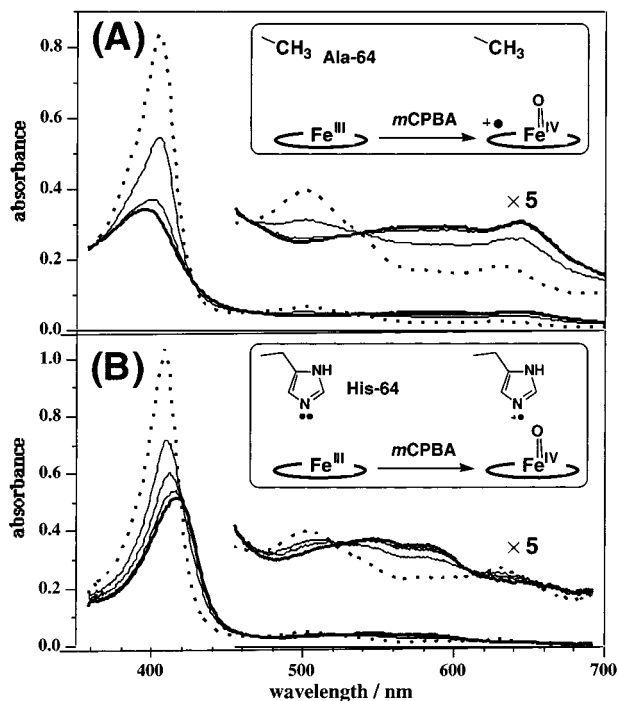 (A)
CH3 Ala-64
CH3
FeIII
mCPBA
+●
O
FeIV
× 5
absorbance
0.8
0.6
0.4
0.2
0.0
(B)
NH
N
●●
His-64
NH
N
+●
FeIII
mCPBA
O
FeIV
× 5
absorbance
1.0
0.8
0.6
0.4
0.2
0.0
400
500
600
700
wavelength / nm